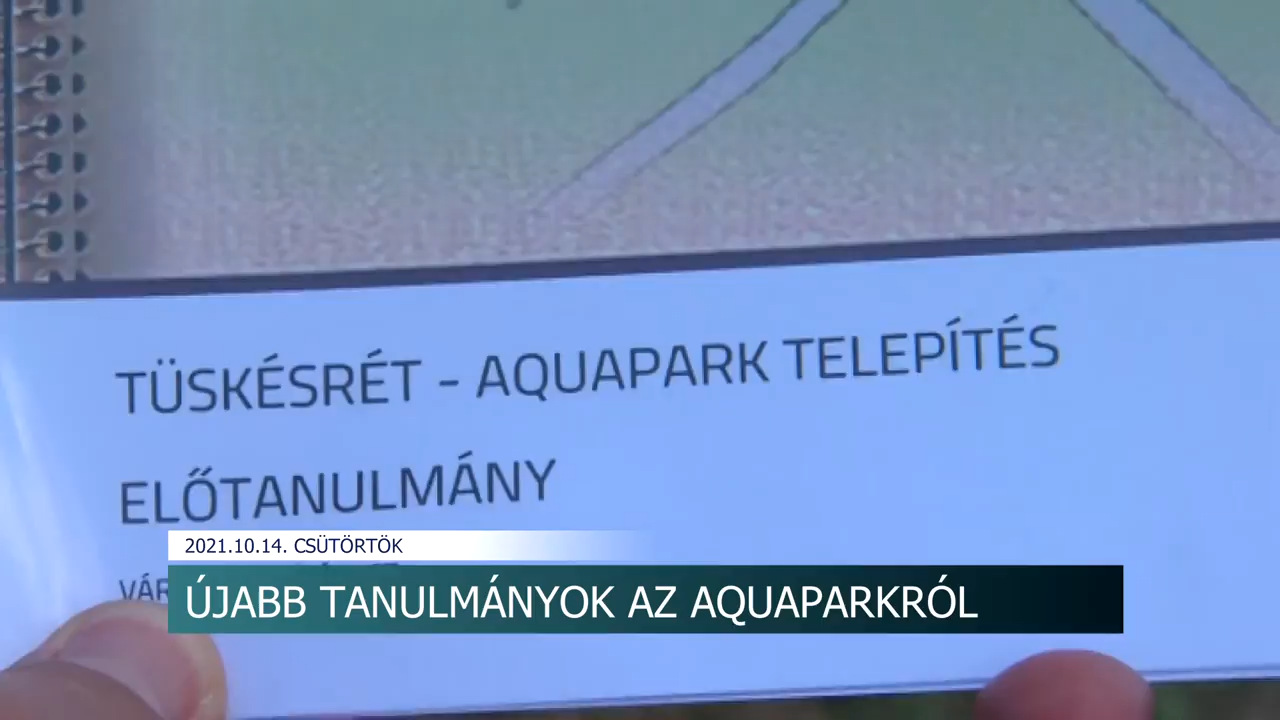 TÜSKÉSRÉT - AQUAPARK TELEPÍTÉS
ELŐTANULMÁNY
2021.10.14. CSÜTÖRTÖK
ÚJABB TANULMÁNYOK AZ AQUAPARKRÓL